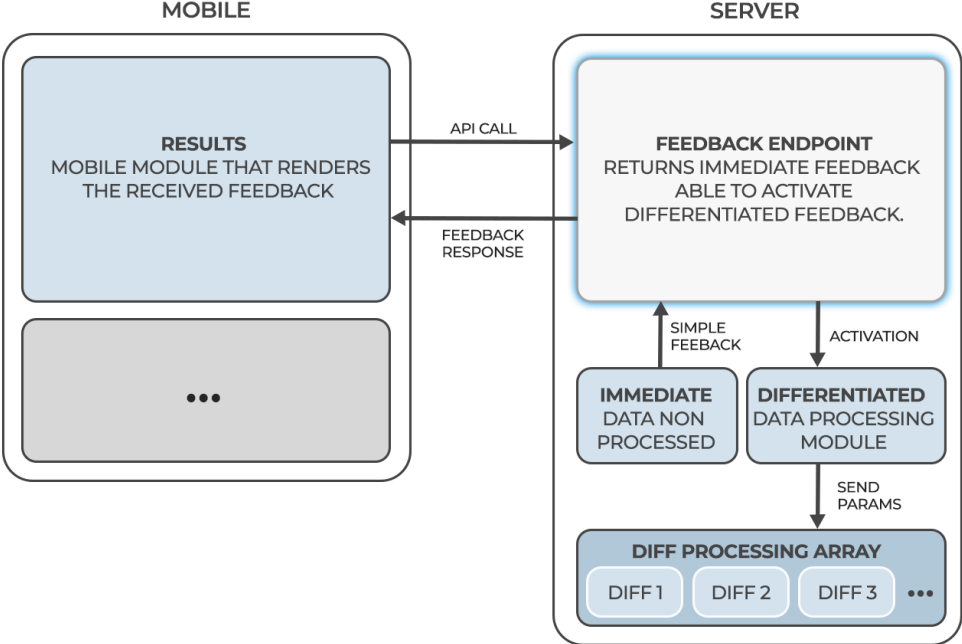 MOBILE
SERVER
RESULTS
MOBILE MODULE THAT RENDERS
THE RECEIVED FEEDBACK
API CALL
FEEDBACK
RESPONSE
FEEDBACK ENDPOINT
RETURNS IMMEDIATE FEEDBACK
ABLE TO ACTIVATE
DIFFERENTIATED FEEDBACK.
SIMPLE
FEEBACK
ACTIVATION
•••
IMMEDIATE
DATA NON
PROCESSED
DIFFERENTIATED
DATA PROCESSING
MODULE
SEND
PARAMS
DIFF PROCESSING ARRAY
DIFF 1
DIFF 2
DIFF 3
•••